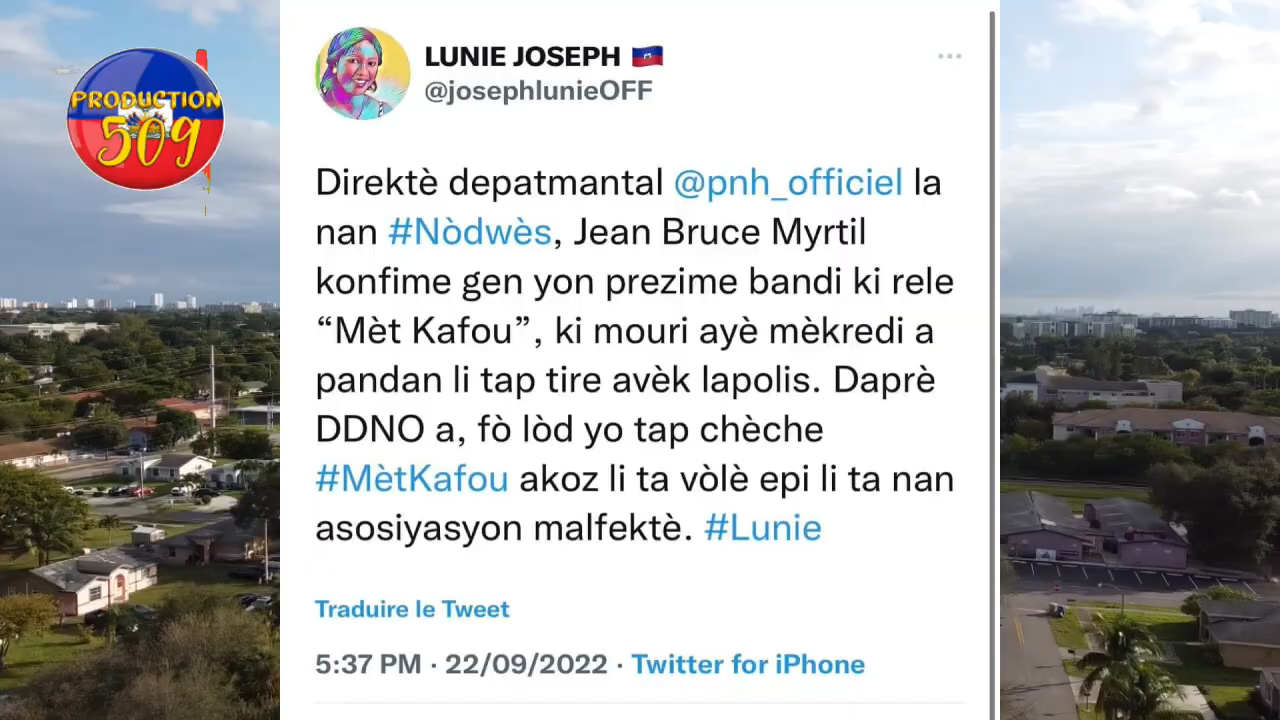 PRODUCTION
509
LUNIE JOSEPH 🇭🇹
@josephlunieOFF
Direktè depatmantal @pnh_officiel la
nan #Nòdwès, Jean Bruce Myrtil
konfime gen yon prezime bandi ki rele
“Mèt Kafou”, ki mouri ayè mèkredi a
pandan li tap tire avèk lapolis. Daprè
DDNO a, fò lòd yo tap chèche
#MètKafou akoz li ta vòlè epi li ta nan
asosiyasyon malfektè. #Lunie
Traduire le Tweet
5:37 PM · 22/09/2022 · Twitter for iPhone